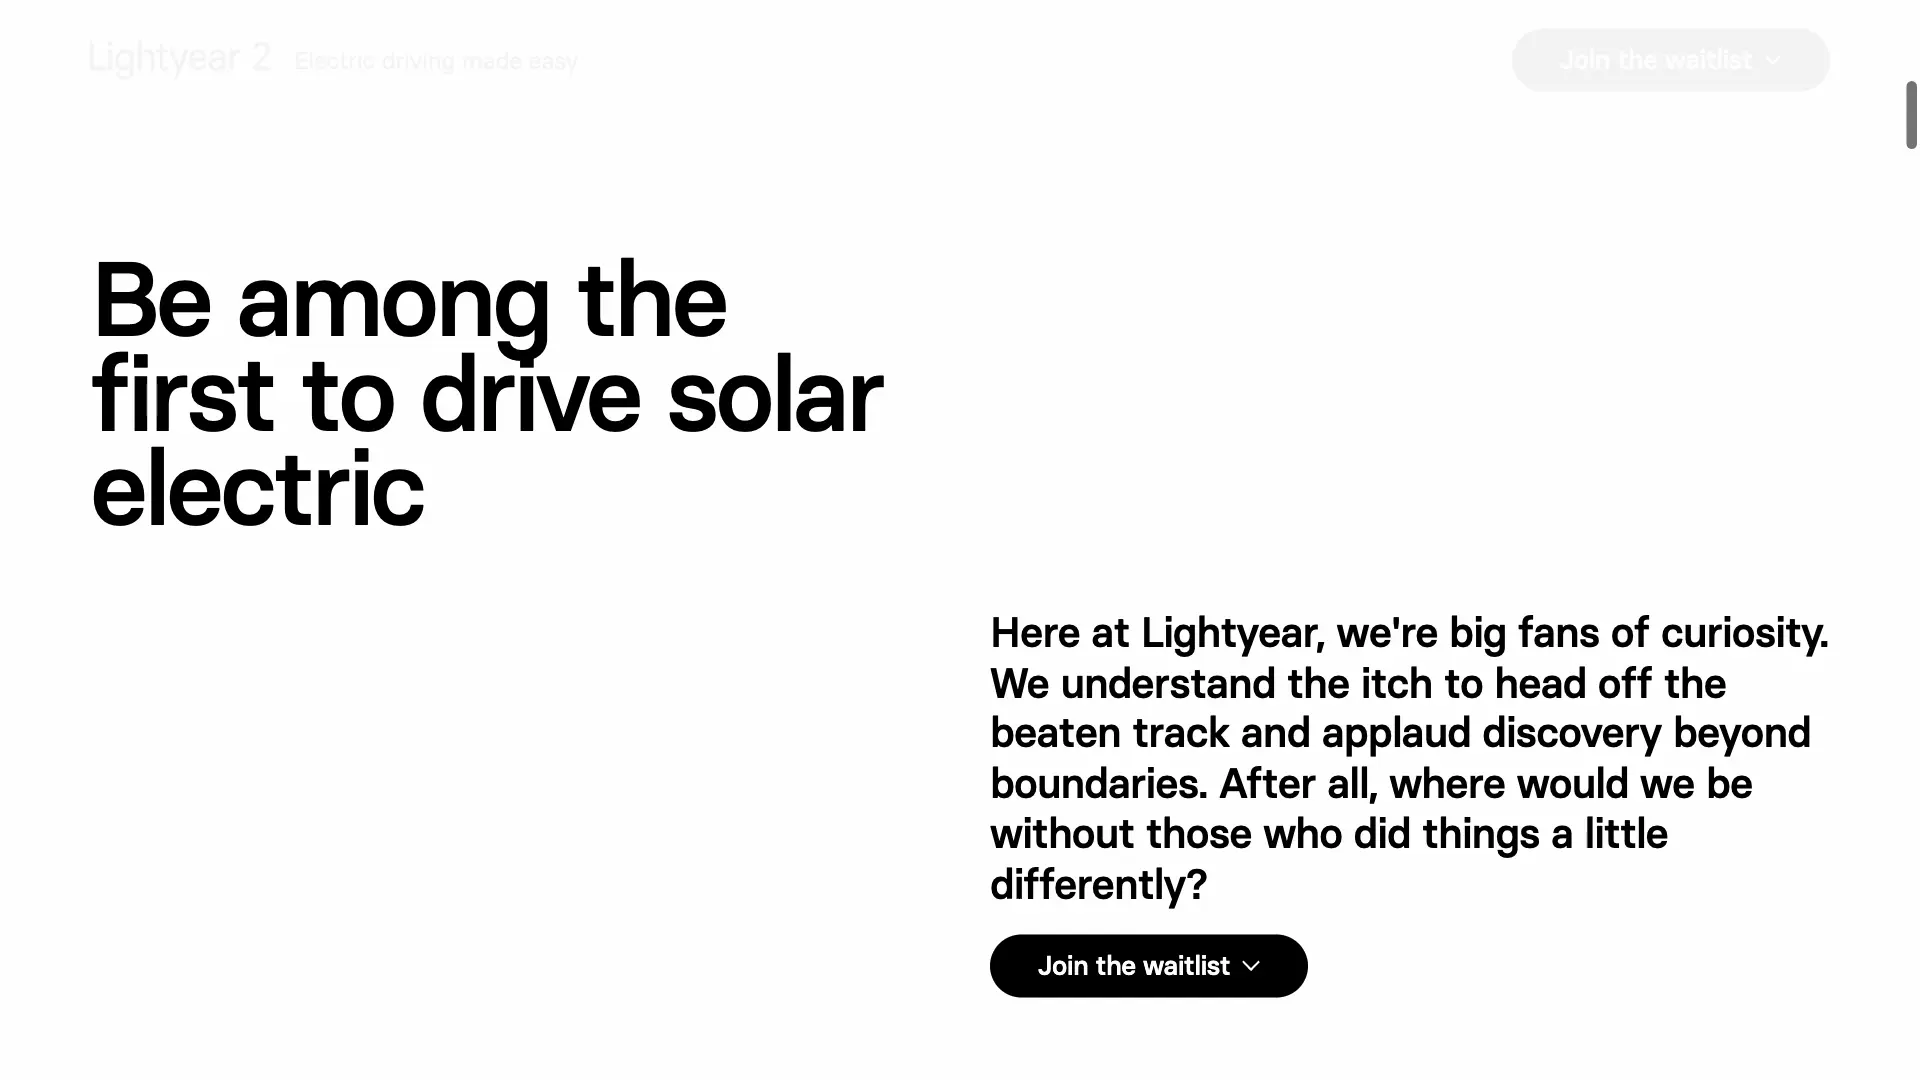 Lightyear 2 Electric driving made easy
Join the waitlist
Be among the
first to drive solar
electric
Here at Lightyear, we're big fans of curiosity.
We understand the itch to head off the
beaten track and applaud discovery beyond
boundaries. After all, where would we be
without those who did things a little
differently?
Join the waitlist